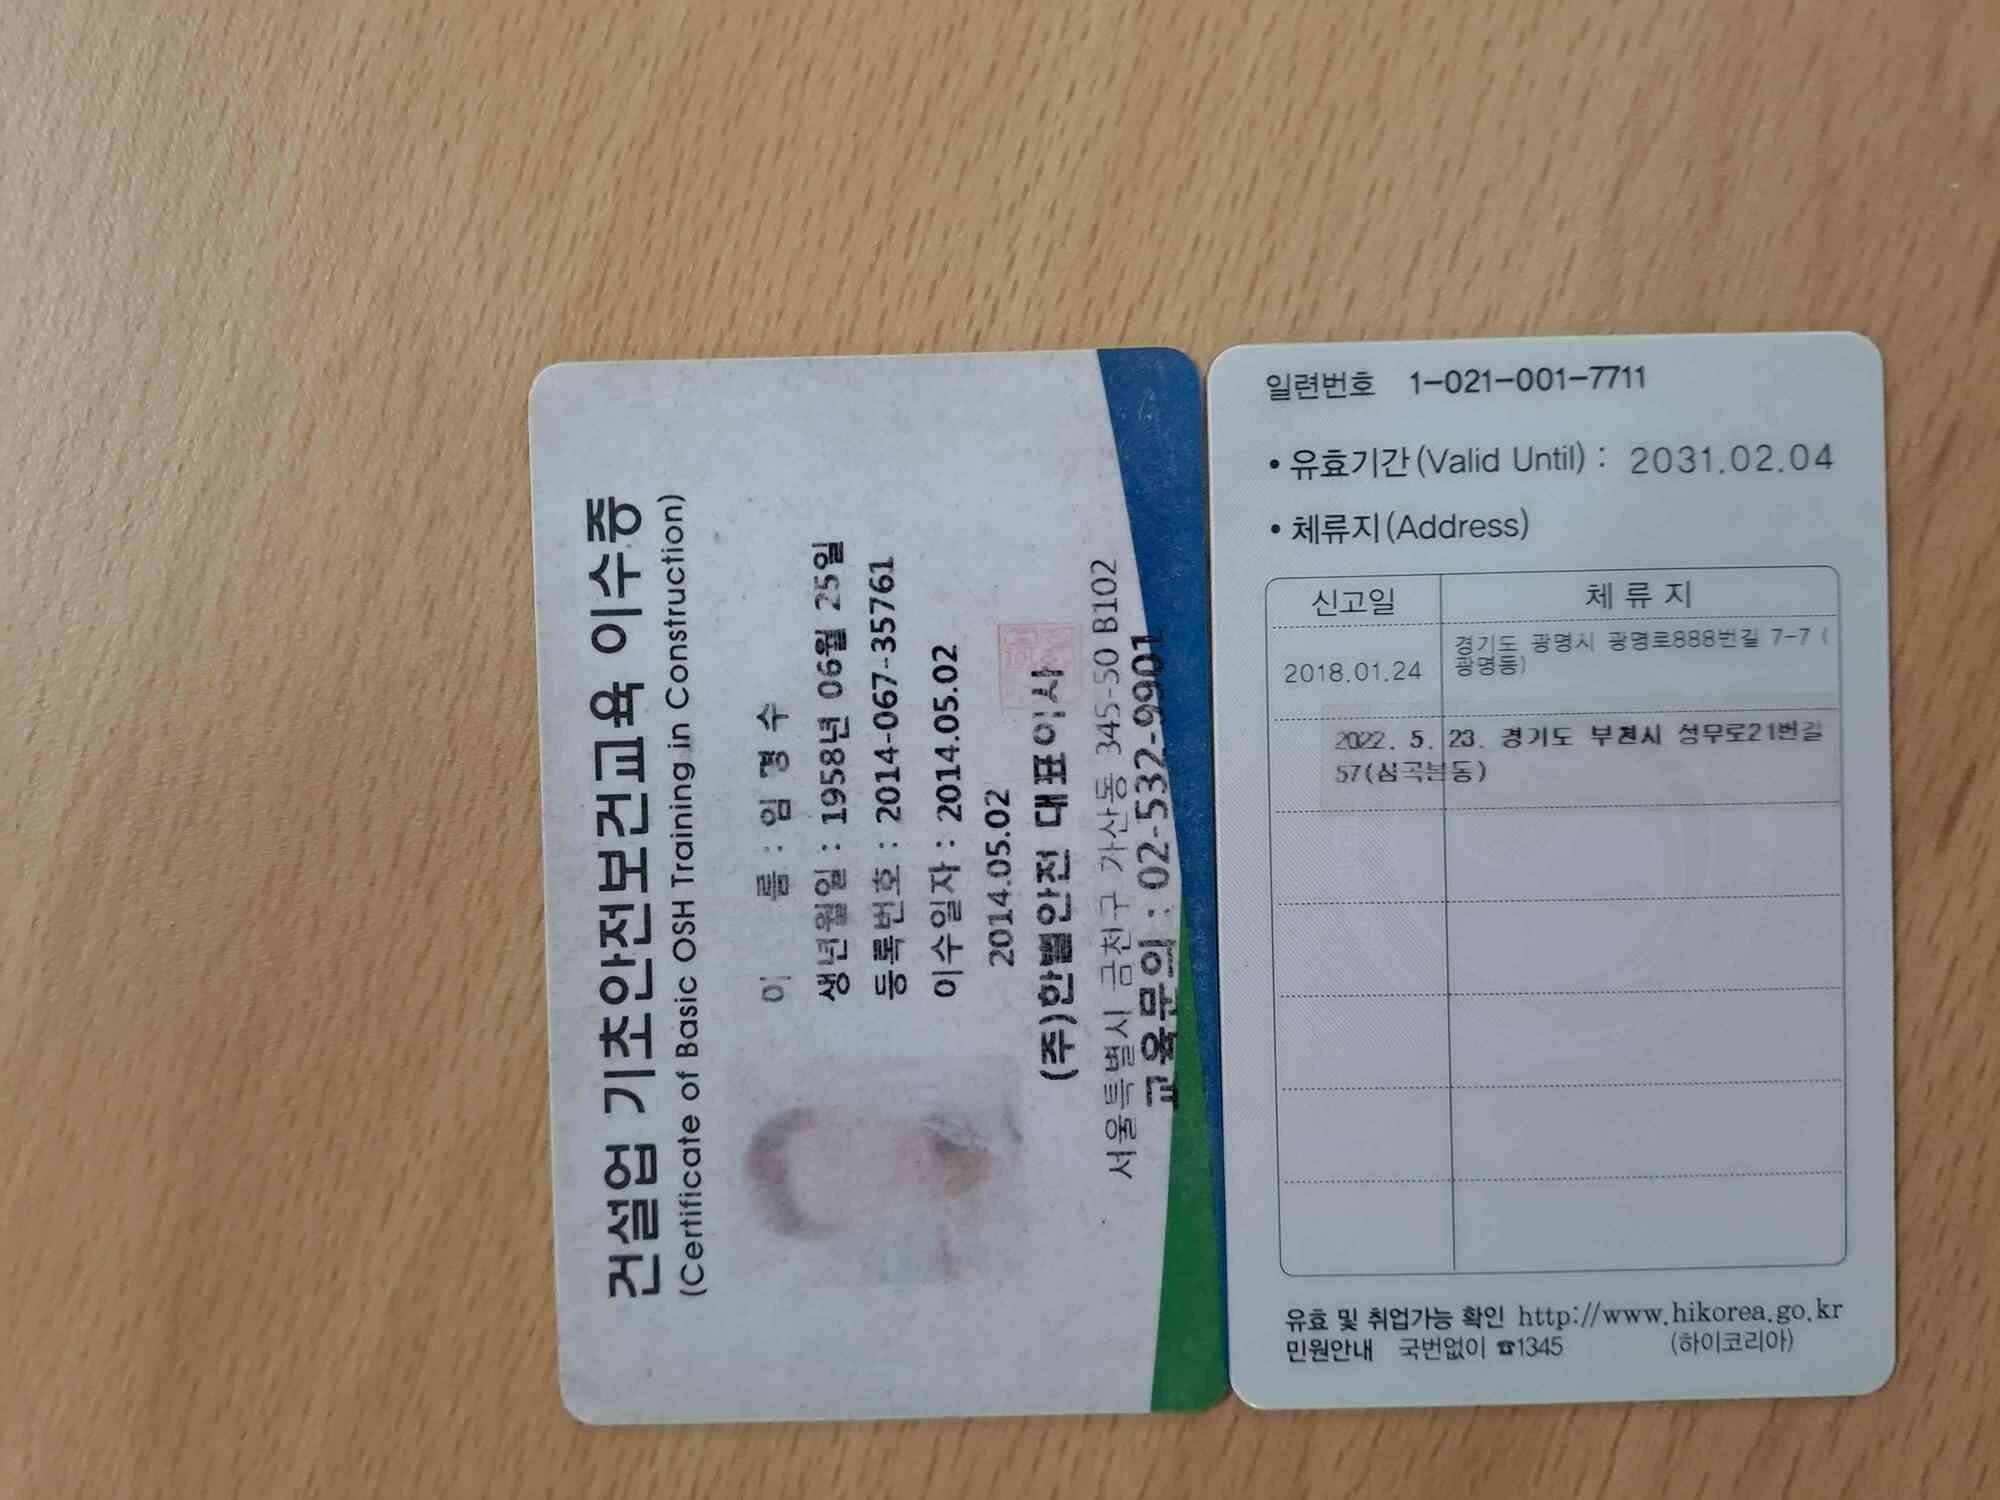 건설업 기초안전보건교육 이수증
(Certificate of Basic OSH Training in Construction)
이 름 : 임 경 수
생년월일 : 1958년 06월 25일
등록번호 : 2014-067-35761
이수일자 : 2014.05.02
2014.05.02
(주)한별안전 대표이사
서울특별시 금천구 가산동 345-50 B102
교육문의 : 02-532-9901
일련번호 1-021-001-7711
• 유효기간(Valid Until) : 2031.02.04
• 체류지(Address)
신고일 체 류 지
2018.01.24 경기도 광명시 광명로888번길 7-7 (
광명동)
2022. 5. 23. 경기도 부천시 성무로21번길
57(심곡본동)
유효 및 취업가능 확인 http://www.hikorea.go.kr
민원안내 국번없이 ☎1345 (하이코리아)